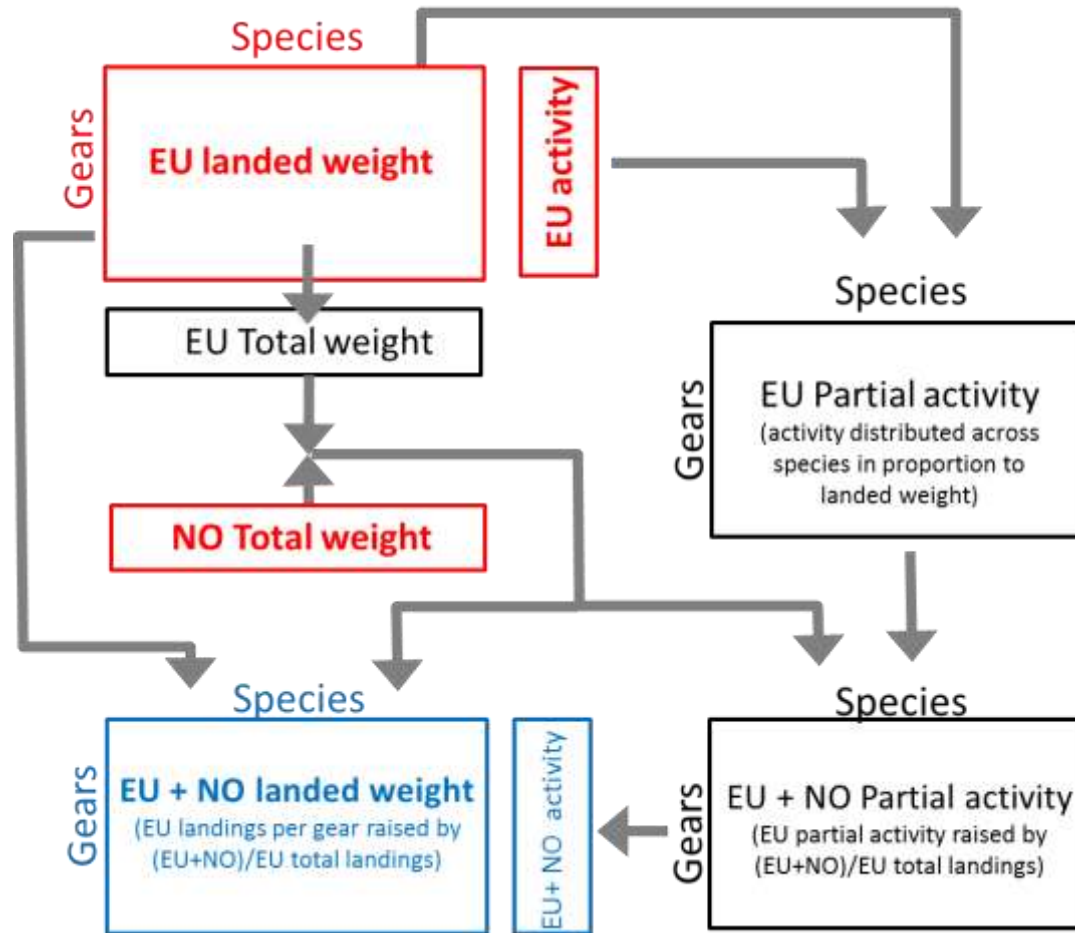 Species
Gears
EU landed weight
EU activity
EU Total weight
NO Total weight
Species
Gears
EU Partial activity
(activity distributed across
species in proportion to
landed weight)
Species
Gears
EU + NO landed weight
(EU landings per gear raised by
(EU+NO)/EU total landings)
EU+ NO activity
Species
Gears
EU + NO Partial activity
(EU partial activity raised by
(EU+NO)/EU total landings)